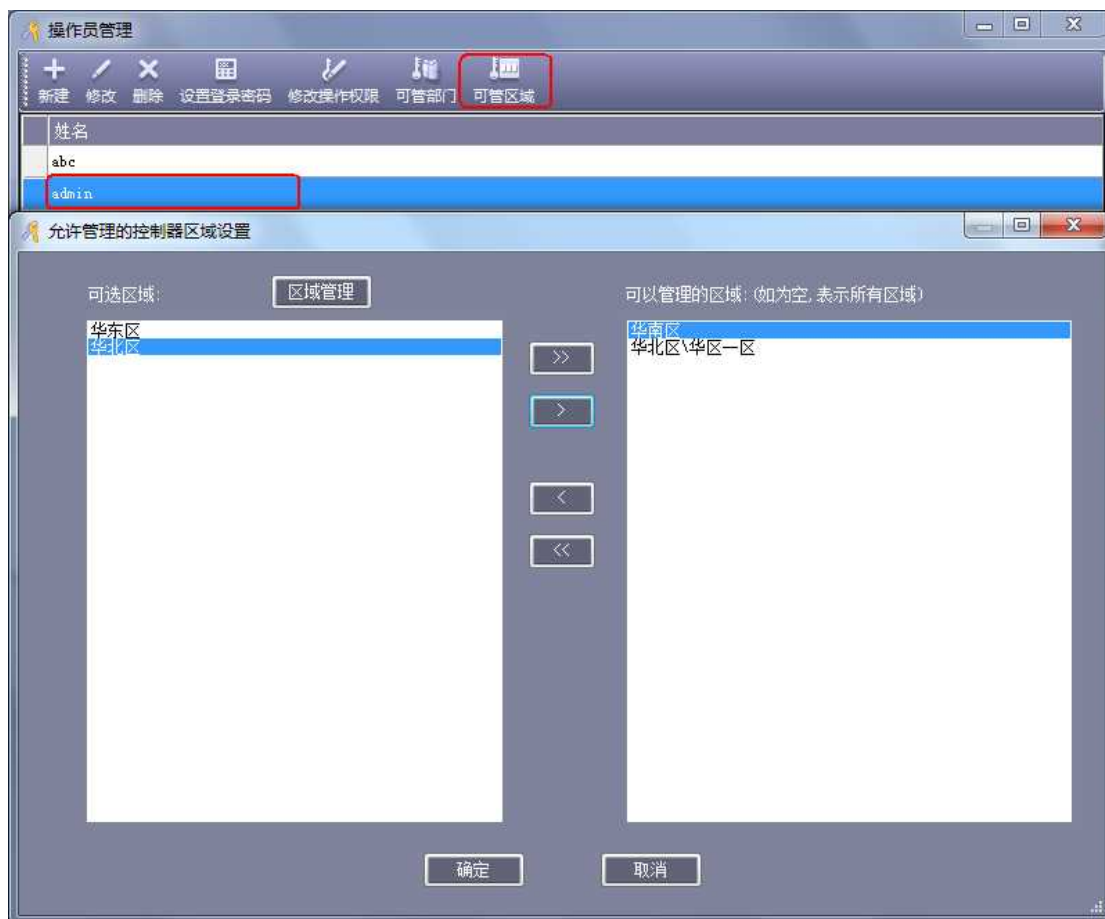 操作员管理
新建 修改 删除 设置登录密码 修改操作权限 可管部门 可管区域
姓名
abc
admin
允许管理的控制器区域设置
可选区域: 区域管理 可以管理的区域: (如为空, 表示所有区域)
华东区 华南区
华北区 华北区\华区一区
>>
>
<
<<
确定 取消